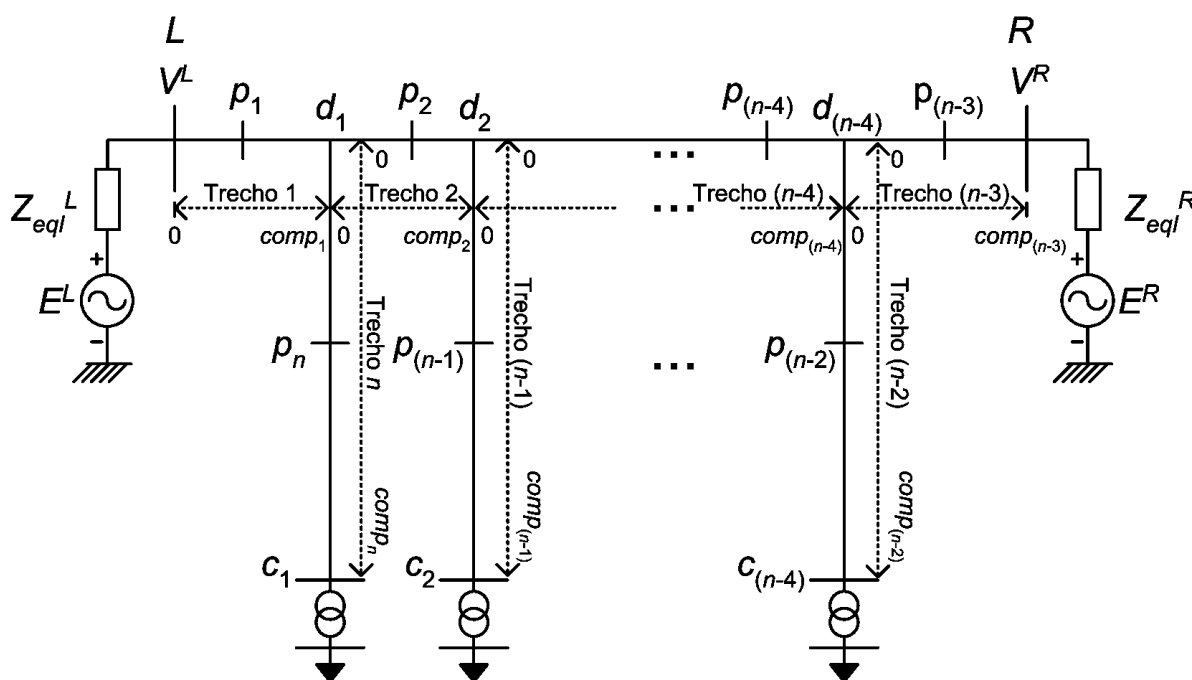 L
R
V^L
V^R
p_1
d_1
p_2
d_2
p_(n-4)
d_(n-4)
p_(n-3)
0
0
...
0
Z_eql^L
Trecho 1
Trecho 2
...
Trecho (n-4)
Trecho (n-3)
Z_eql^R
0
comp_1
0
comp_2
0
comp_(n-4)
0
comp_(n-3)
+
+
E^L
E^R
−
−
Trecho n
Trecho (n-1)
Trecho (n-2)
p_n
p_(n-1)
...
p_(n-2)
comp_n
comp_(n-1)
comp_(n-2)
c_1
c_2
c_(n-4)